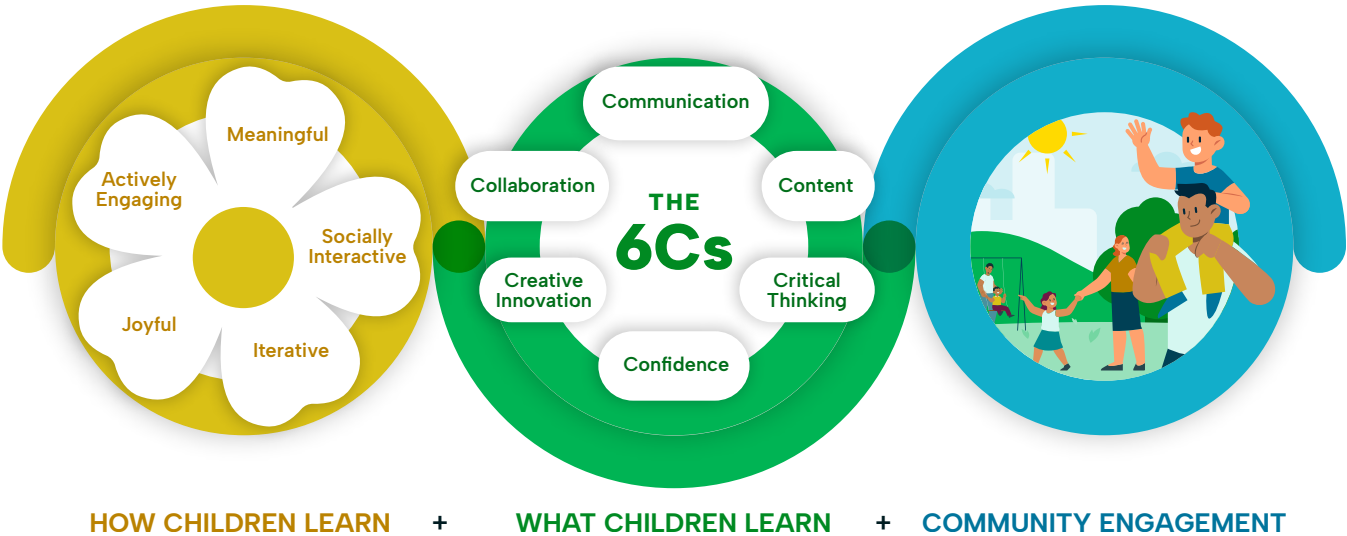 Meaningful
Actively
Engaging
Socially
Interactive
Joyful
Iterative
Communication
Collaboration
Content
THE
6Cs
Creative
Innovation
Critical
Thinking
Confidence
HOW CHILDREN LEARN + WHAT CHILDREN LEARN + COMMUNITY ENGAGEMENT